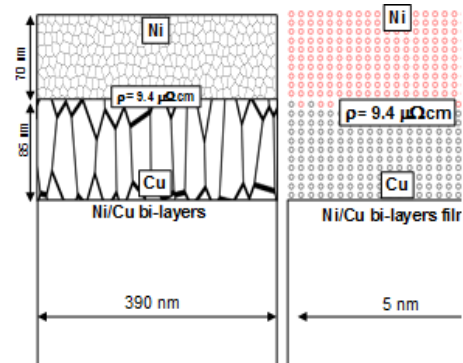 Ni
70 nm
ρ= 9.4 μΩcm
85 nm
Cu
Ni/Cu bi-layers
390 nm
Ni
ρ= 9.4 μΩcm
Cu
Ni/Cu bi-layers film
5 nm